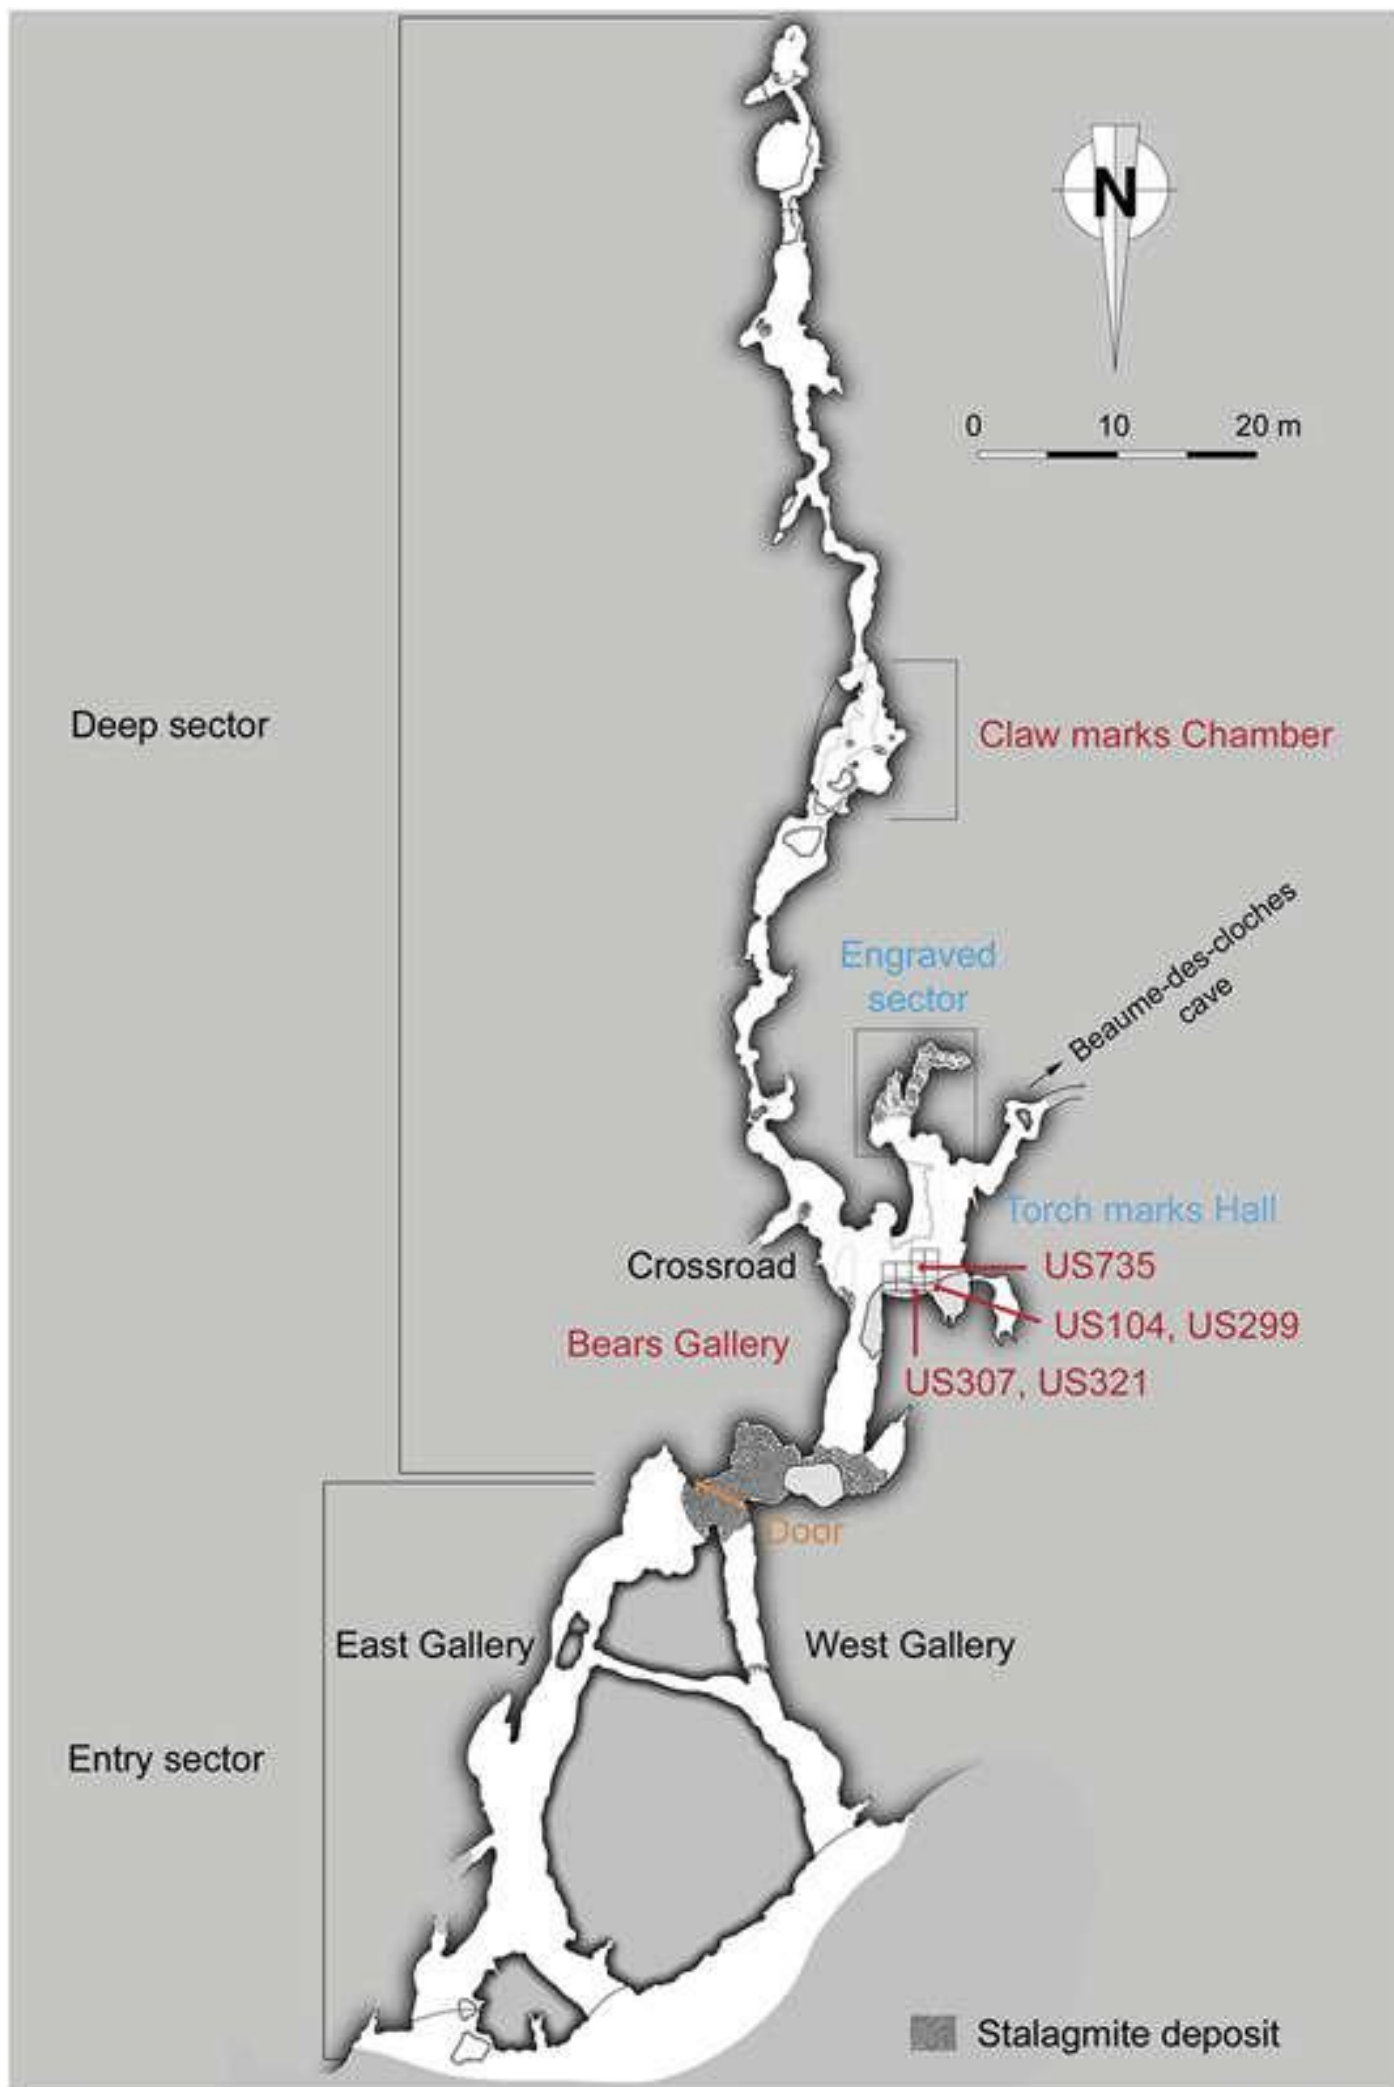 N
0 10 20 m
Deep sector
Claw marks Chamber
Beaume-des-cloches
cave
Engraved
sector
Torch marks Hall
Crossroad
US735
US104, US299
Bears Gallery
US307, US321
Door
East Gallery
West Gallery
Entry sector
Stalagmite deposit